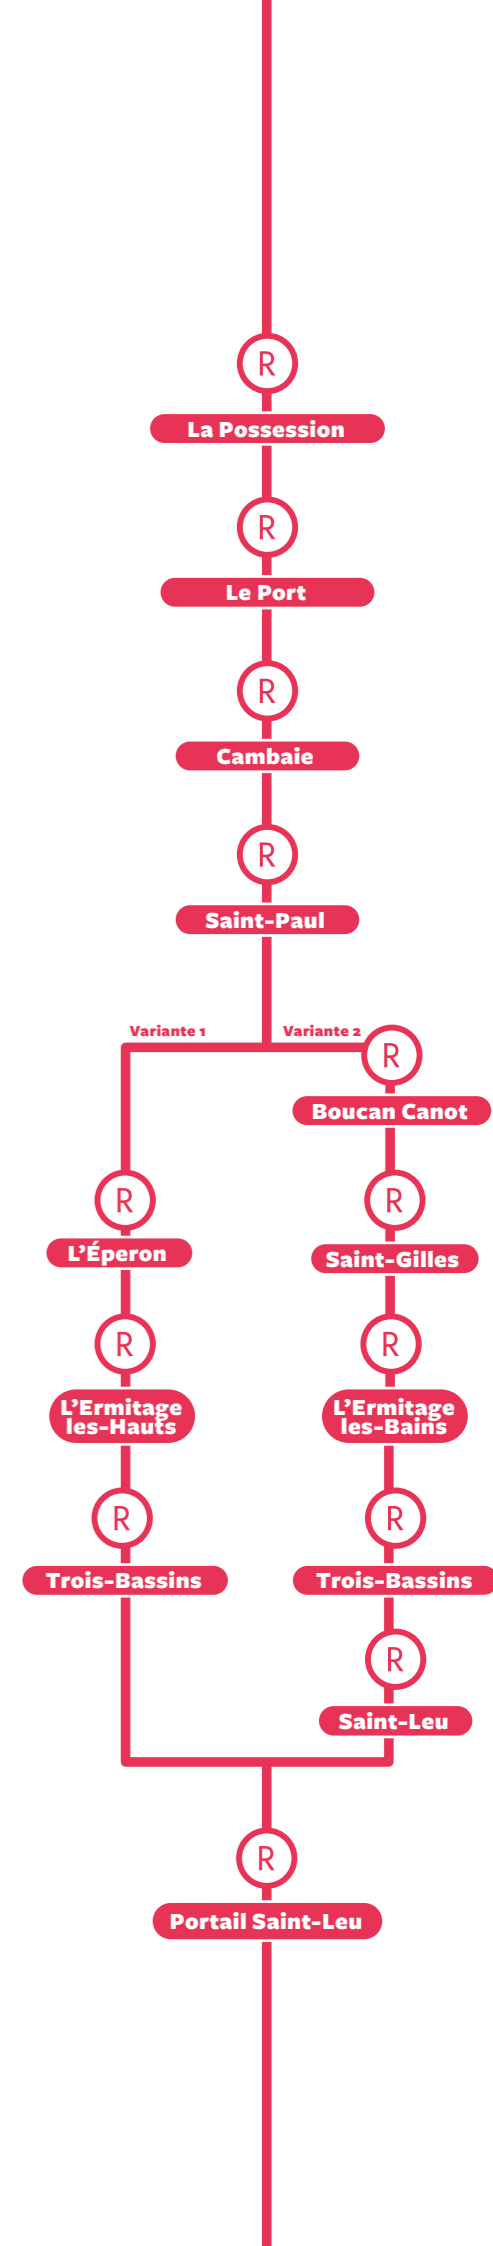 R
La Possession
R
Le Port
R
Cambaie
R
Saint-Paul
Variante 1
Variante 2
R
Boucan Canot
R
L'Éperon
R
Saint-Gilles
R
L'Ermitage
les-Hauts
R
L'Ermitage
les-Bains
R
Trois-Bassins
R
Trois-Bassins
R
Saint-Leu
R
Portail Saint-Leu